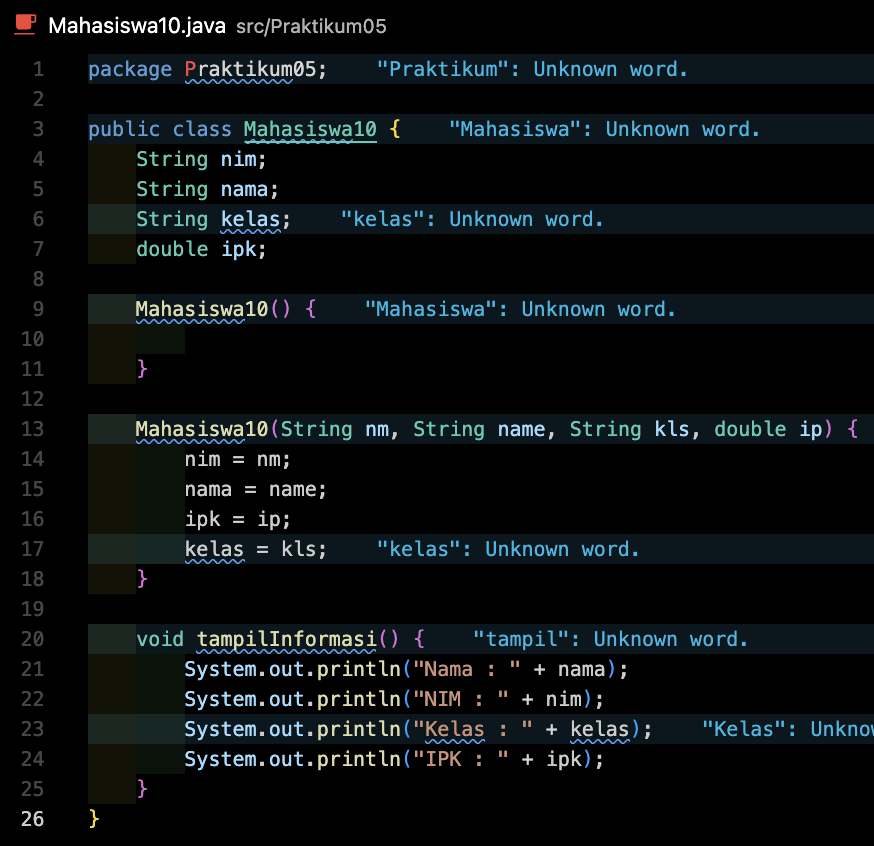 Mahasiswa10.java src/Praktikum05
1 package Praktikum05; "Praktikum": Unknown word.
2
3 public class Mahasiswa10 { "Mahasiswa": Unknown word.
4 String nim;
5 String nama;
6 String kelas; "kelas": Unknown word.
7 double ipk;
8
9 Mahasiswa10() { "Mahasiswa": Unknown word.
10
11 }
12
13 Mahasiswa10(String nm, String name, String kls, double ip) {
14 nim = nm;
15 nama = name;
16 ipk = ip;
17 kelas = kls; "kelas": Unknown word.
18 }
19
20 void tampilInformasi() { "tampil": Unknown word.
21 System.out.println("Nama : " + nama);
22 System.out.println("NIM : " + nim);
23 System.out.println("Kelas : " + kelas); "Kelas": Unkno
24 System.out.println("IPK : " + ipk);
25 }
26 }